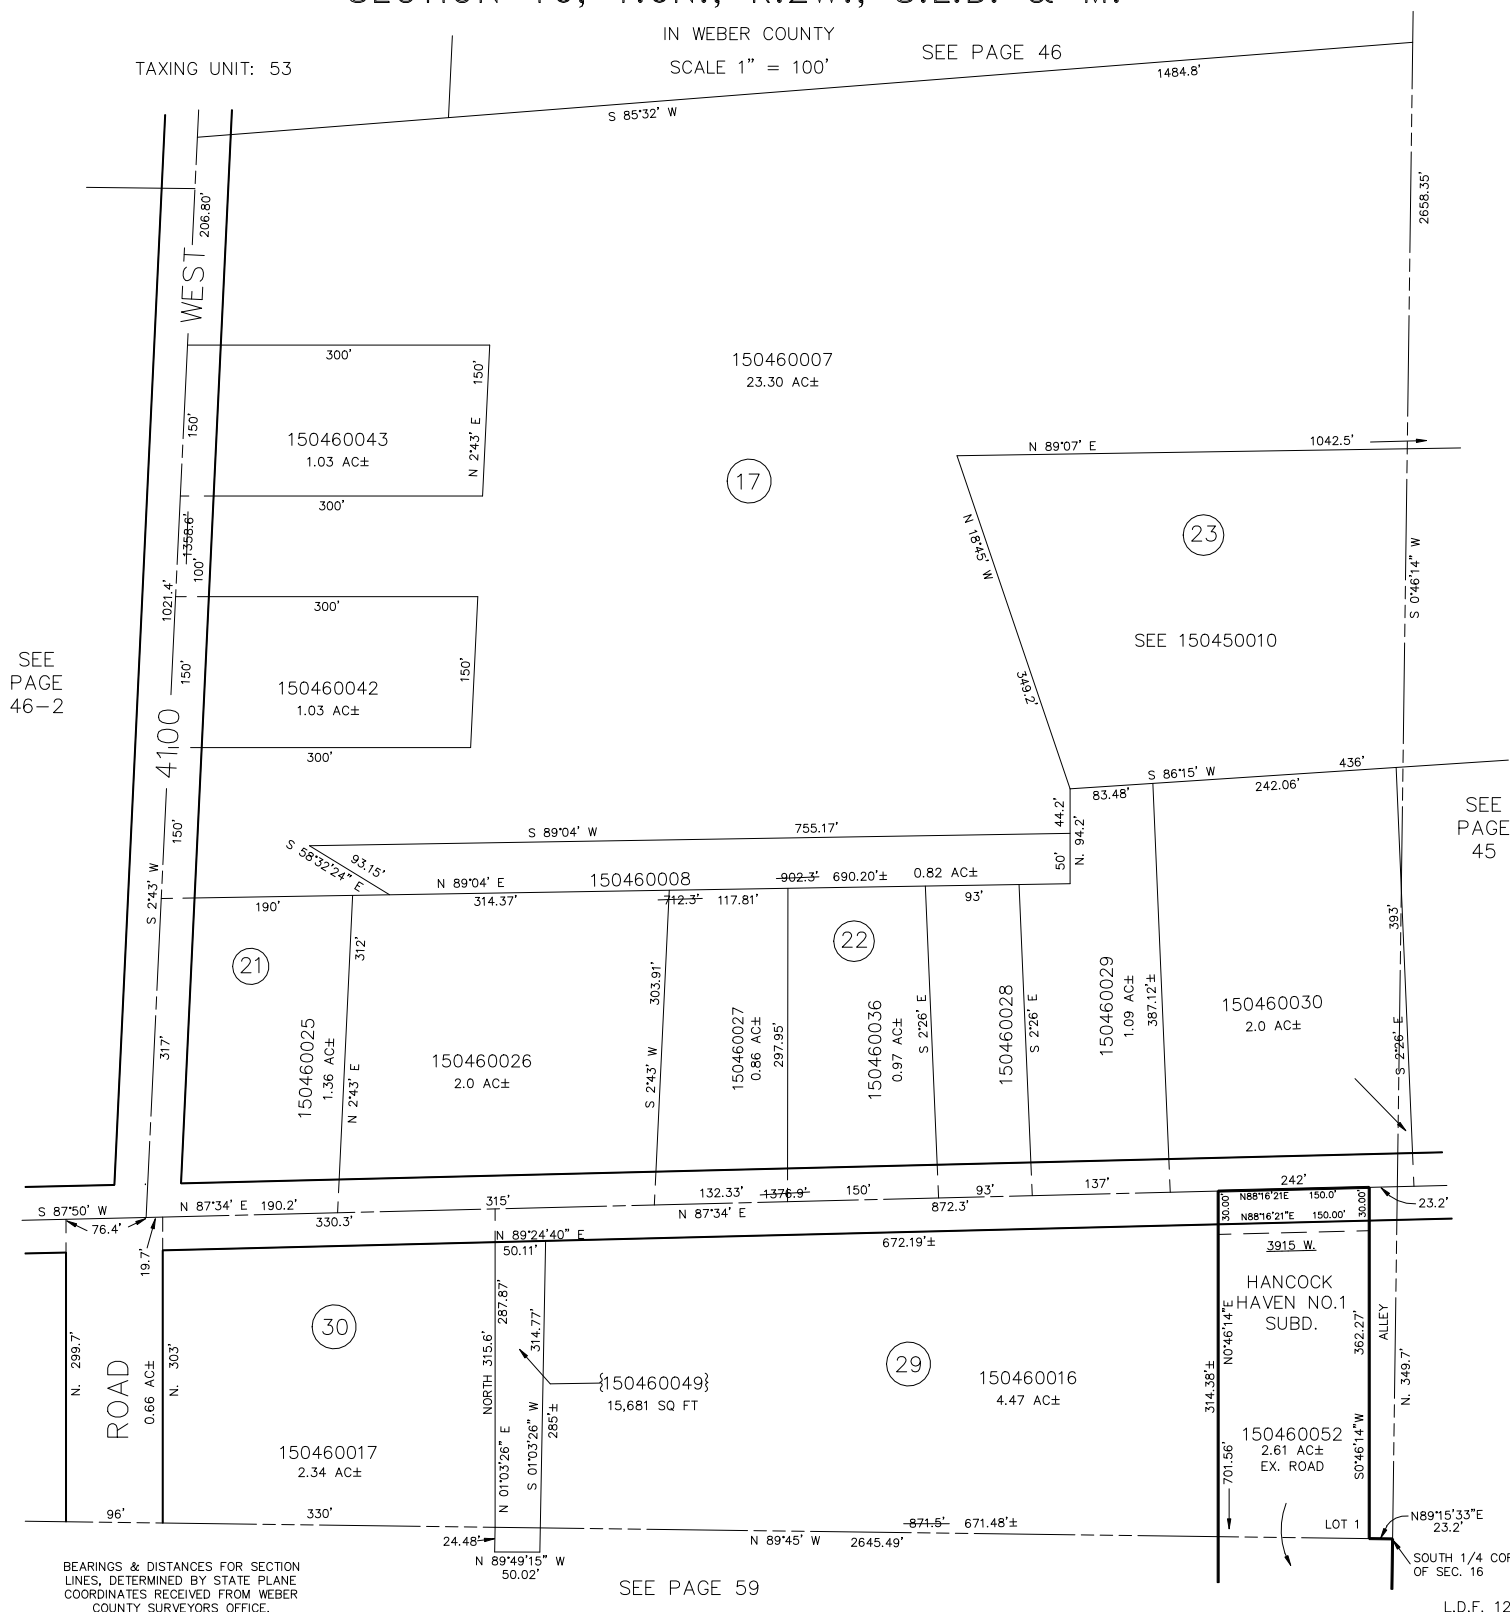 IN WEBER COUNTY
TAXING UNIT: 53
SCALE 1" = 100'
SEE PAGE 46
S 85°32' W
1484.8'
206.80'
2658.35'
WEST
300'
150'
150460007
23.30 AC±
150'
150460043
1.03 AC±
N 2°43' E
N 89°07' E
1042.5'
17
300'
1358.6'
N 18°45' W
23
S 0°46'14" W
100'
1021.4'
300'
SEE 150450010
SEE
PAGE
46-2
150'
150460042
1.03 AC±
150'
349.2'
4100
300'
S 86°15' W
436'
83.48'
242.06'
SEE
PAGE
45
44.2'
N. 94.2'
150'
S 89°04' W
755.17'
S 58°32'24" E
93.15'
50'
S 2°43' W
N 89°04' E
150460008
902.3'
690.20'±
0.82 AC±
190'
314.37'
712.3'
117.81'
93'
393'
312'
21
22
303.91'
150460025
1.36 AC±
N 2°43' E
150460026
2.0 AC±
S 2°43' W
150460027
0.86 AC±
297.95'
150460036
0.97 AC±
S 2°26' E
150460028
S 2°26' E
150460029
1.09 AC±
387.12'±
150460030
2.0 AC±
S 2°26' E
317'
S 87°50' W
76.4'
N 87°34' E 190.2'
330.3'
315'
132.33'
1376.9'
150'
93'
137'
242'
N 87°34' E
872.3'
30.00'
N88°16'21E 150.0'
N88°16'21"E 150.00'
30.00'
23.2'
19.7'
N 89°24'40" E
50.11'
672.19'±
3915 W.
HANCOCK
HAVEN NO.1
SUBD.
N. 299.7'
ROAD
0.66 AC±
N. 303'
30
NORTH 315.6'
287.87'
314.77'
{150460049}
15,681 SQ FT
29
150460016
4.47 AC±
N0°46'14"E
314.38'±
362.27'
ALLEY
N. 349.7'
150460017
2.34 AC±
N 01°03'26" E
S 01°03'26" W
285'±
150460052
2.61 AC±
EX. ROAD
701.56'
S0°46'14"W
96'
330'
871.5'
671.48'±
LOT 1
N89°15'33"E
23.2'
24.48'
N 89°45' W
2645.49'
N 89°49'15" W
50.02'
SOUTH 1/4 COR
OF SEC. 16
BEARINGS & DISTANCES FOR SECTION
LINES, DETERMINED BY STATE PLANE
COORDINATES RECEIVED FROM WEBER
COUNTY SURVEYORS OFFICE.
SEE PAGE 59
L.D.F. 12